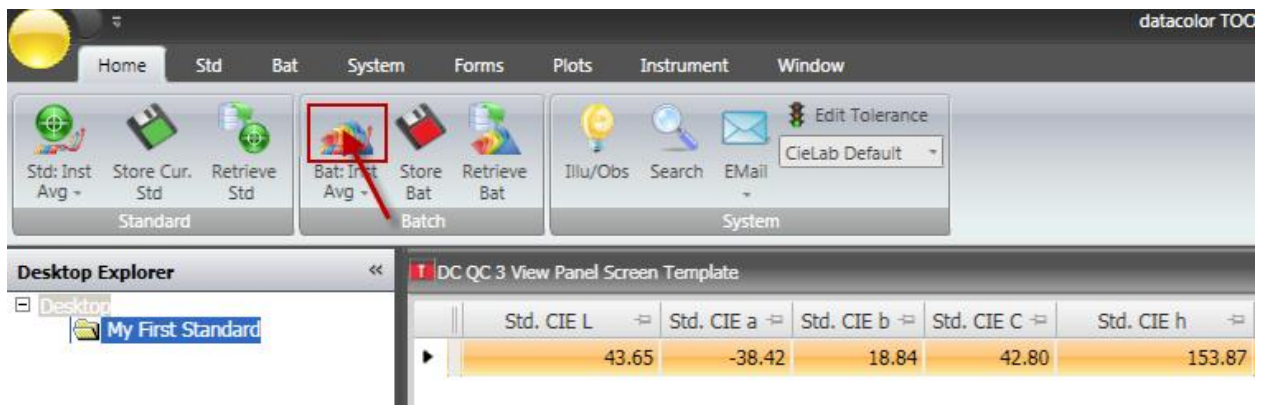 datacolor TOO
Home Std Bat System Forms Plots Instrument Window
Edit Tolerance
CieLab Default
Std: Inst Store Cur. Retrieve Bat: Inst Store Retrieve Illu/Obs Search EMail
Avg Std Std Avg Bat Bat
Standard Batch System
Desktop Explorer « T DC QC 3 View Panel Screen Template
Desktop
My First Standard
Std. CIE L Std. CIE a Std. CIE b Std. CIE C Std. CIE h
43.65 -38.42 18.84 42.80 153.87